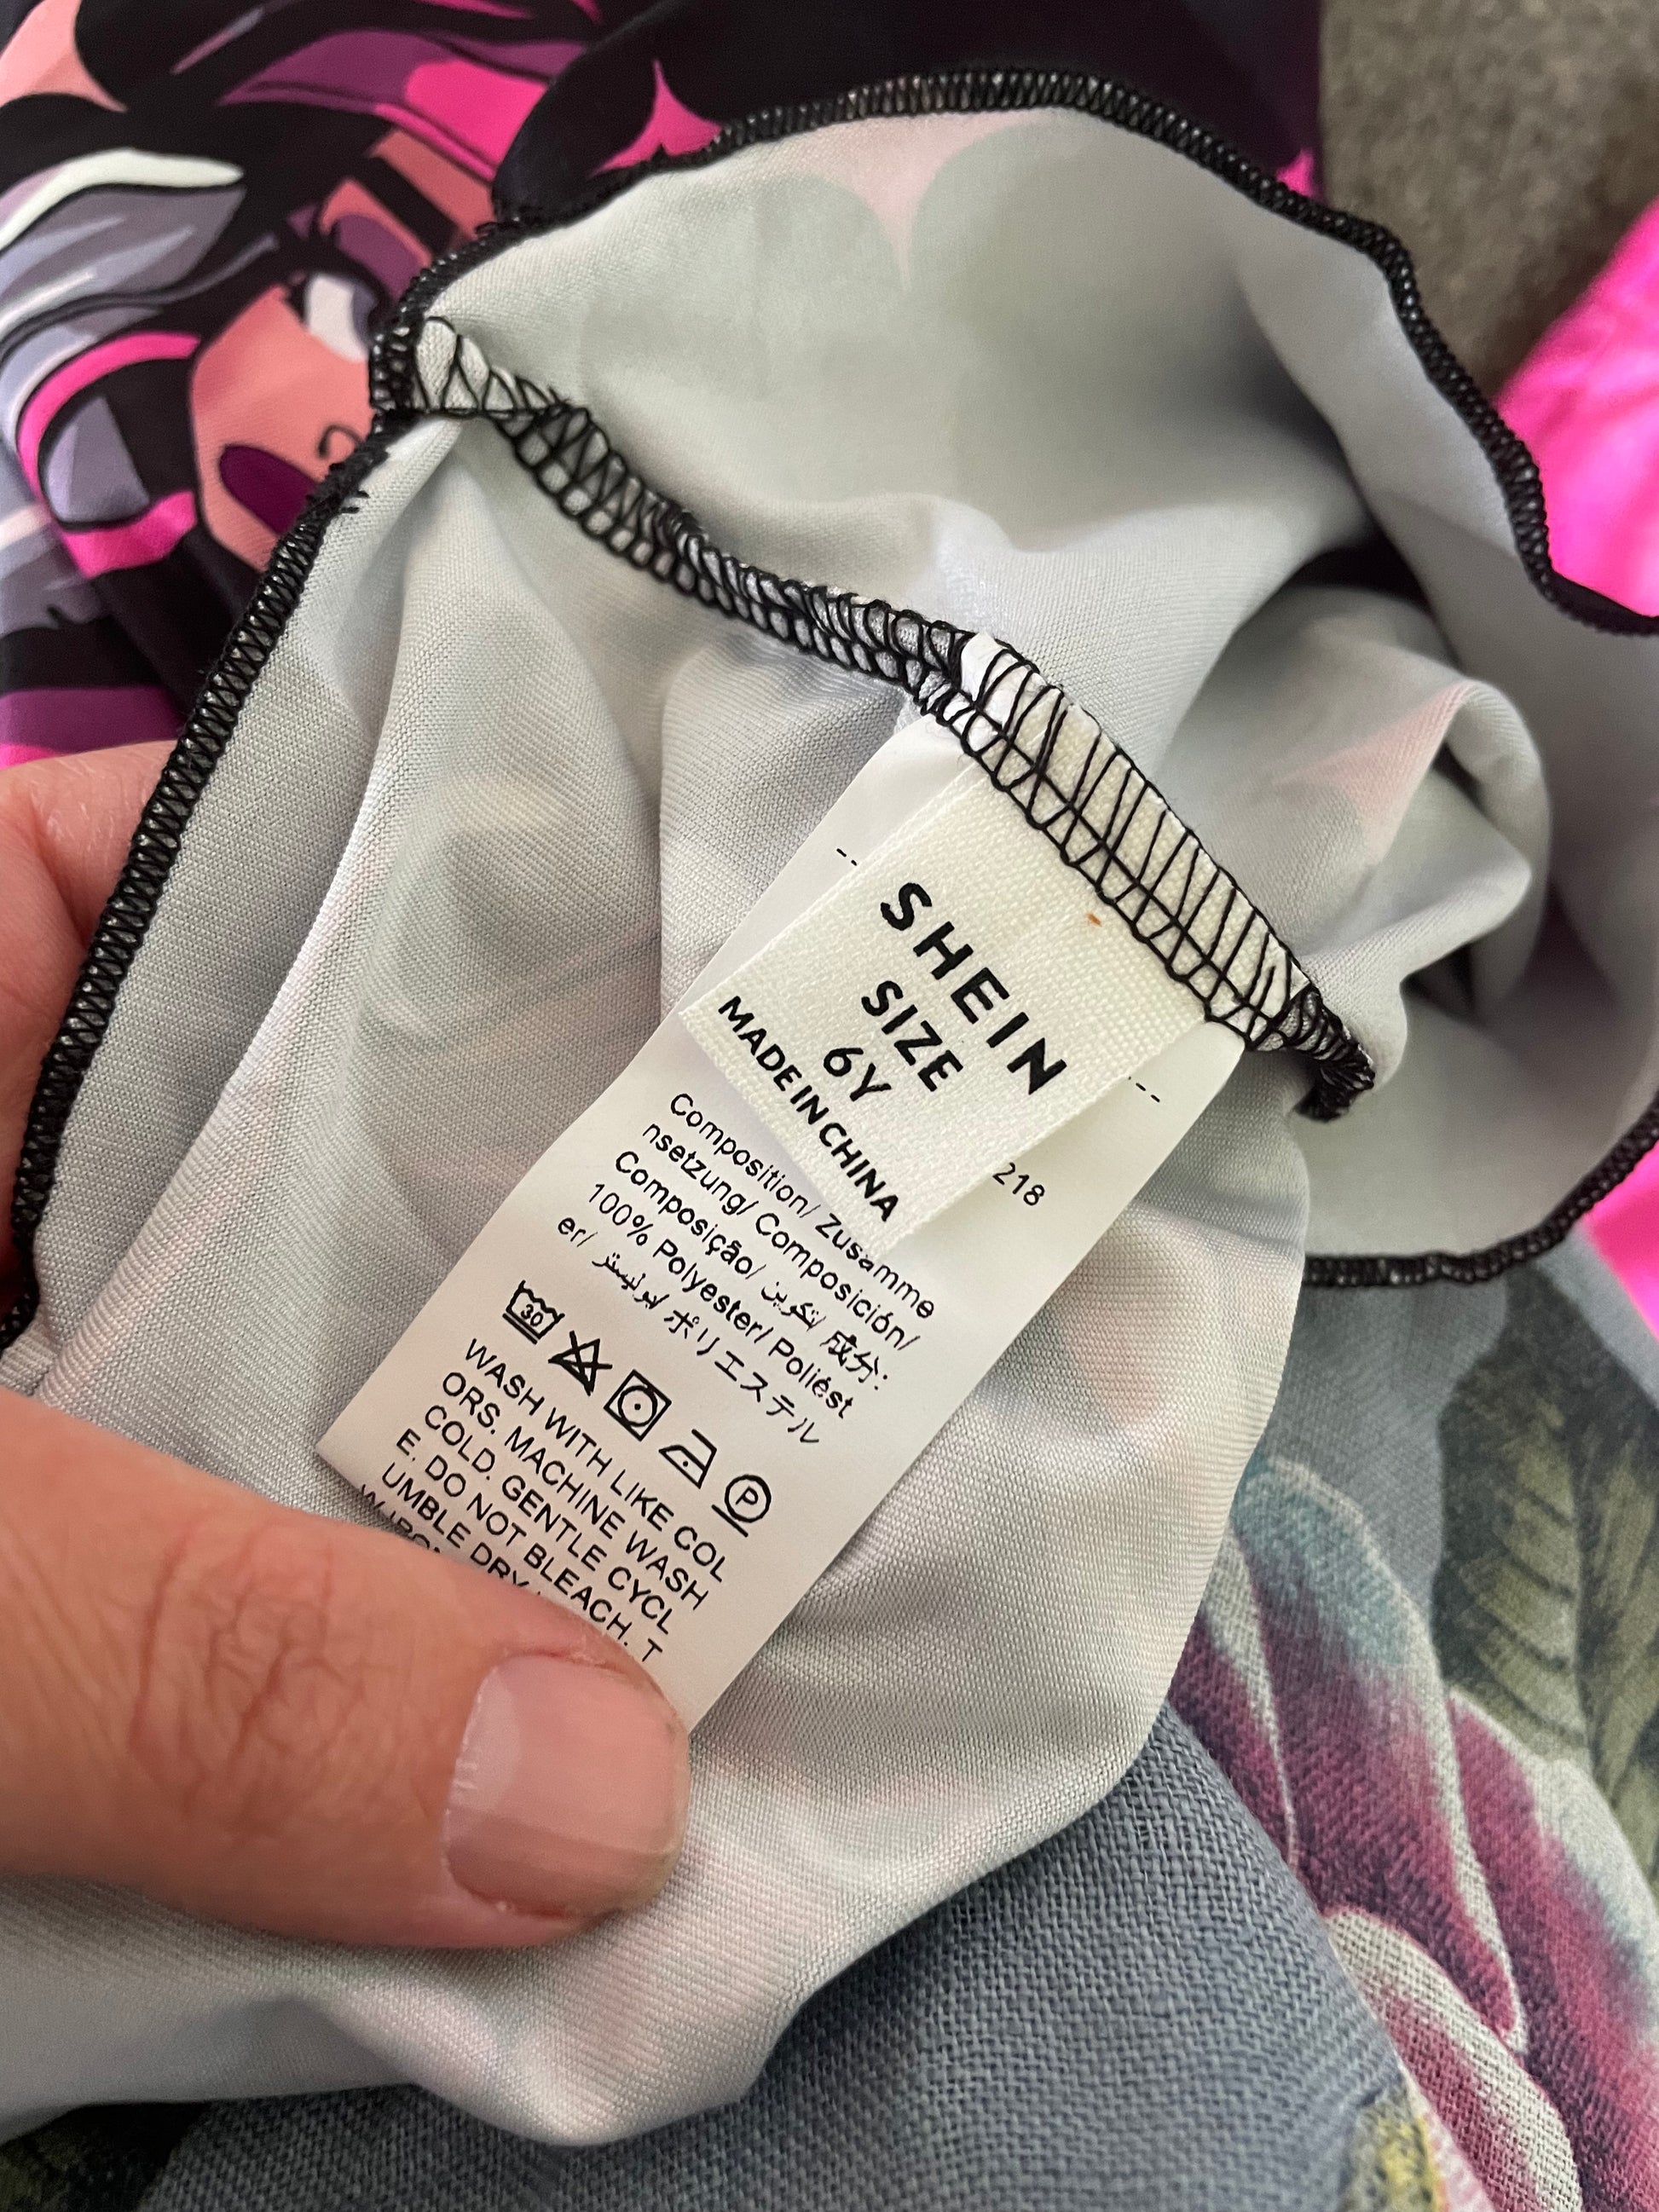 SHEIN
SIZE
6Y
MADE IN CHINA
218
Composition/ Zusamme
nsetzung/ Composición/
Composição/ تكوين/ 成分:
100% Polyester/ Poliést
er/ بوليستر/ ポリエステル
30
P
WASH WITH LIKE COL
ORS. MACHINE WASH
COLD. GENTLE CYCL
E. DO NOT BLEACH. T
UMBLE DRY